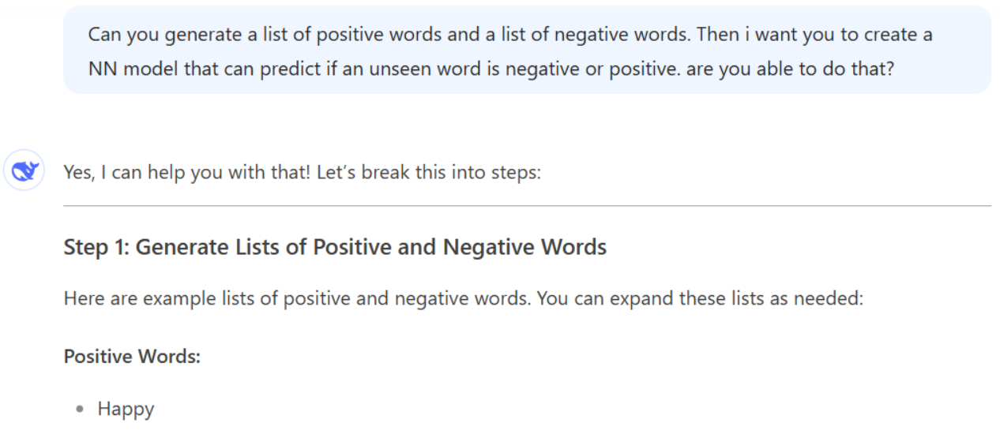 Can you generate a list of positive words and a list of negative words. Then i want you to create a
NN model that can predict if an unseen word is negative or positive. are you able to do that?
Yes, I can help you with that! Let’s break this into steps:
Step 1: Generate Lists of Positive and Negative Words
Here are example lists of positive and negative words. You can expand these lists as needed:
Positive Words:
• Happy